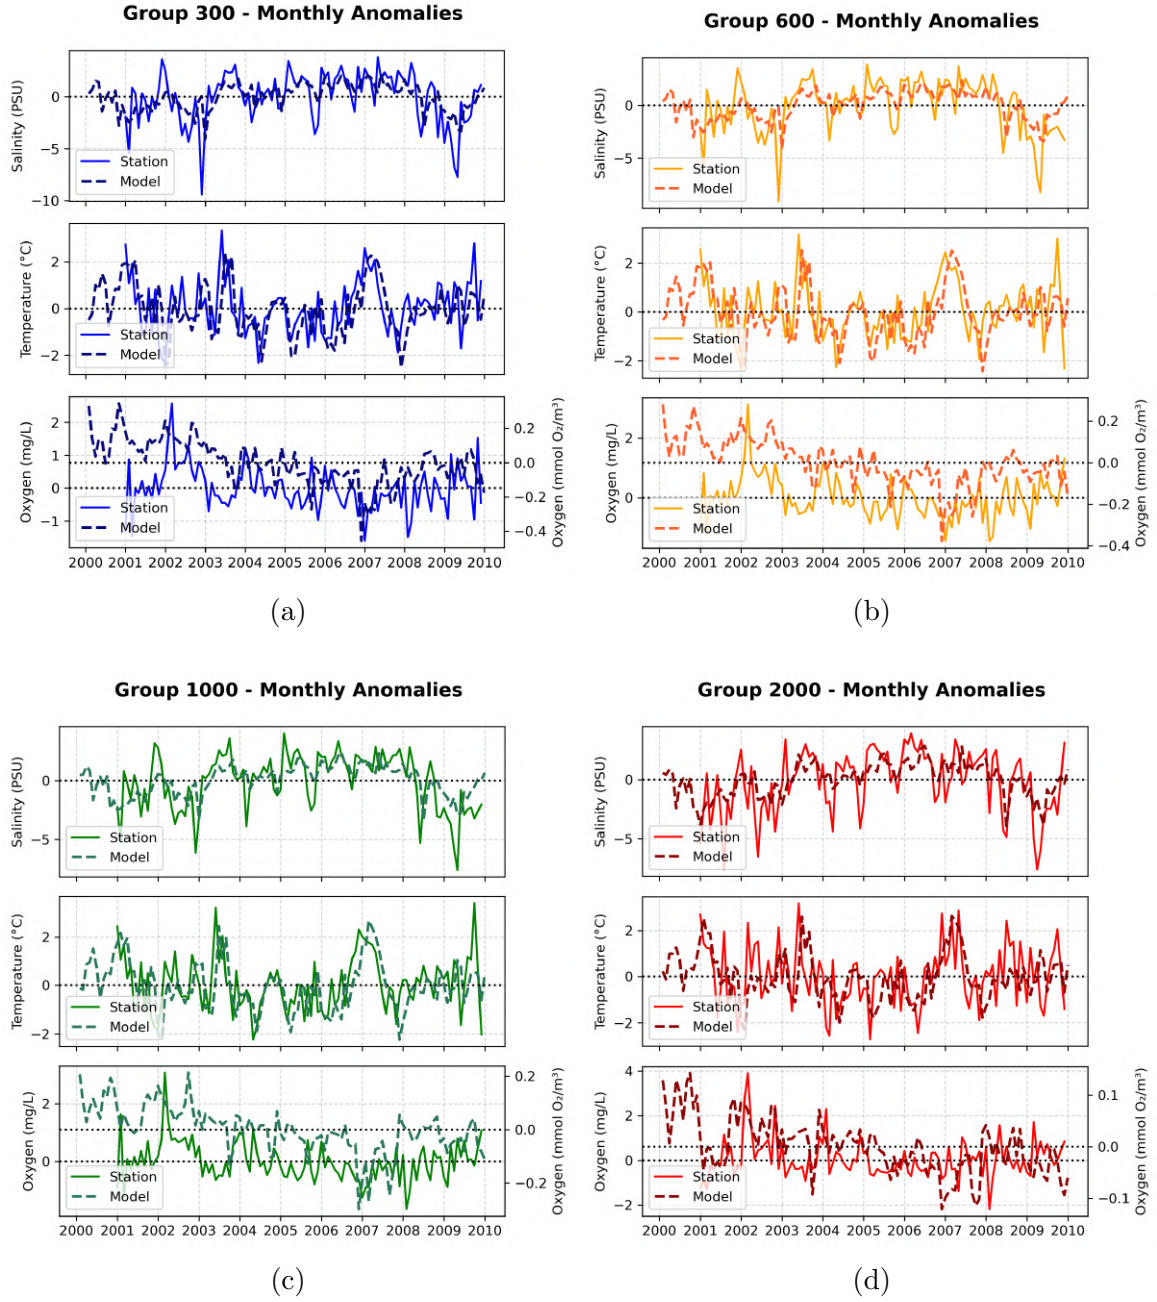 Group 300 - Monthly Anomalies
Salinity (PSU)
0
−5
−10
Station
Model
Temperature (°C)
2
0
−2
Station
Model
Oxygen (mg/L)
2
1
0
−1
Station
Model
0.2
0.0
−0.2
−0.4
Oxygen (mmol O₂/m³)
2000 2001 2002 2003 2004 2005 2006 2007 2008 2009 2010
(a)
Group 600 - Monthly Anomalies
Salinity (PSU)
0
−5
Station
Model
Temperature (°C)
2
0
−2
Station
Model
Oxygen (mg/L)
2
0
Station
Model
0.2
0.0
−0.2
−0.4
Oxygen (mmol O₂/m³)
2000 2001 2002 2003 2004 2005 2006 2007 2008 2009 2010
(b)
Group 1000 - Monthly Anomalies
Salinity (PSU)
0
−5
Station
Model
Temperature (°C)
2
0
−2
Station
Model
Oxygen (mg/L)
2
0
Station
Model
0.2
0.0
−0.2
Oxygen (mmol O₂/m³)
2000 2001 2002 2003 2004 2005 2006 2007 2008 2009 2010
(c)
Group 2000 - Monthly Anomalies
Salinity (PSU)
0
−5
Station
Model
Temperature (°C)
2
0
−2
Station
Model
Oxygen (mg/L)
4
2
0
−2
Station
Model
0.1
0.0
−0.1
Oxygen (mmol O₂/m³)
2000 2001 2002 2003 2004 2005 2006 2007 2008 2009 2010
(d)